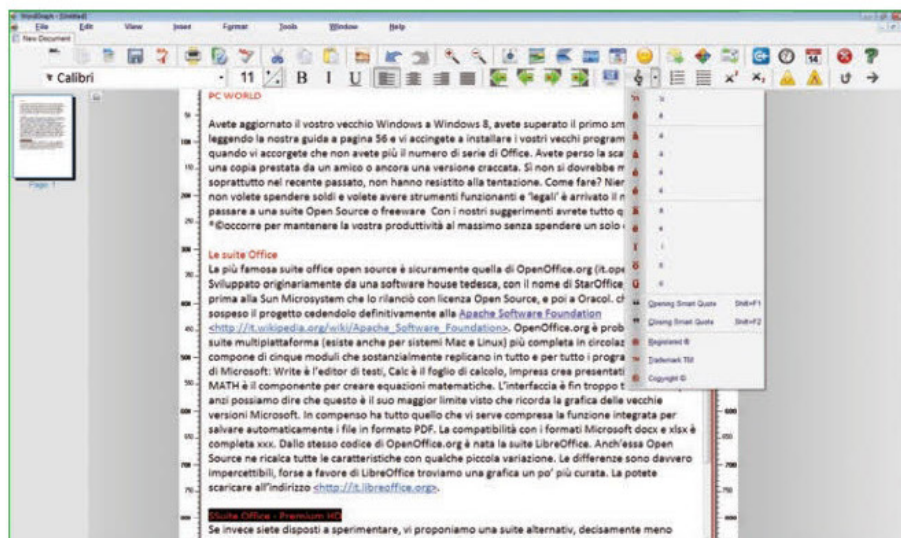 WordGraph - [Untitled]
File Edit View Insert Format Tools Window Help
New Document
Calibri 11 B I U
PC WORLD
Avete aggiornato il vostro vecchio Windows a Windows 8, avete superato il primo
leggendo la nostra guida a pagina 56 e vi accingete a installare i vostri vecchi
quando vi accorgete che non avete più il numero di serie di Office. Avete perso la
una copia prestata da un amico o ancora una versione craccata. Si non si dovrebbe
soprattutto nel recente passato, non hanno resistito alla tentazione. Come fare?
non volete spendere soldi e volete avere strumenti funzionanti e 'legali' è arrivato il
passare a una suite Open Source o freeware Con i nostri suggerimenti avrete tutto
*©occorre per mantenere la vostra produttività al massimo senza spendere un solo
Le suite Office
La più famosa suite office open source è sicuramente quella di OpenOffice.org
Sviluppato originariamente da una software house tedesca, con il nome di StarOffice,
prima alla Sun Microsystem che lo rilanciò con licenza Open Source, e poi a Oracol.
sospeso il progetto cedendolo definitivamente alla Apache Software Foundation
<http://it.wikipedia.org/wiki/Apache_Software_Foundation>. OpenOffice.org è
suite multipiattaforma (esiste anche per sistemi Mac e Linux) più completa in
compone di cinque moduli che sostanzialmente replicano in tutto e per tutto i
di Microsoft: Write è l'editor di testi, Calc è il foglio di calcolo, Impress crea
MATH è il componente per creare equazioni matematiche. L'interfaccia è fin troppo
anzi possiamo dire che questo è il suo maggior limite visto che ricorda la grafica delle vecchie
versioni Microsoft. In compenso ha tutto quello che vi serve compresa la funzione integrata per
salvare automaticamente i file in formato PDF. La compatibilità con i formati Microsoft docx e xlsx è
completa xxx. Dallo stesso codice di OpenOffice.org è nata la suite LibreOffice. Anch'essa Open
Source ne ricalca tutte le caratteristiche con qualche piccola variazione. Le differenze sono davvero
impercettibili, forse a favore di LibreOffice troviamo una grafica un po' più curata. La potete
scaricare all'indirizzo <http://it.libreoffice.org>.
SSuite Office - Premium HD
Se invece siete disposti a sperimentare, vi proponiamo una suite alternativ, decisamente meno
Opening Smart Quote Shift+F1
Closing Smart Quote Shift+F2
Registered ®
Trademark TM
Copyright ©
Page: 1